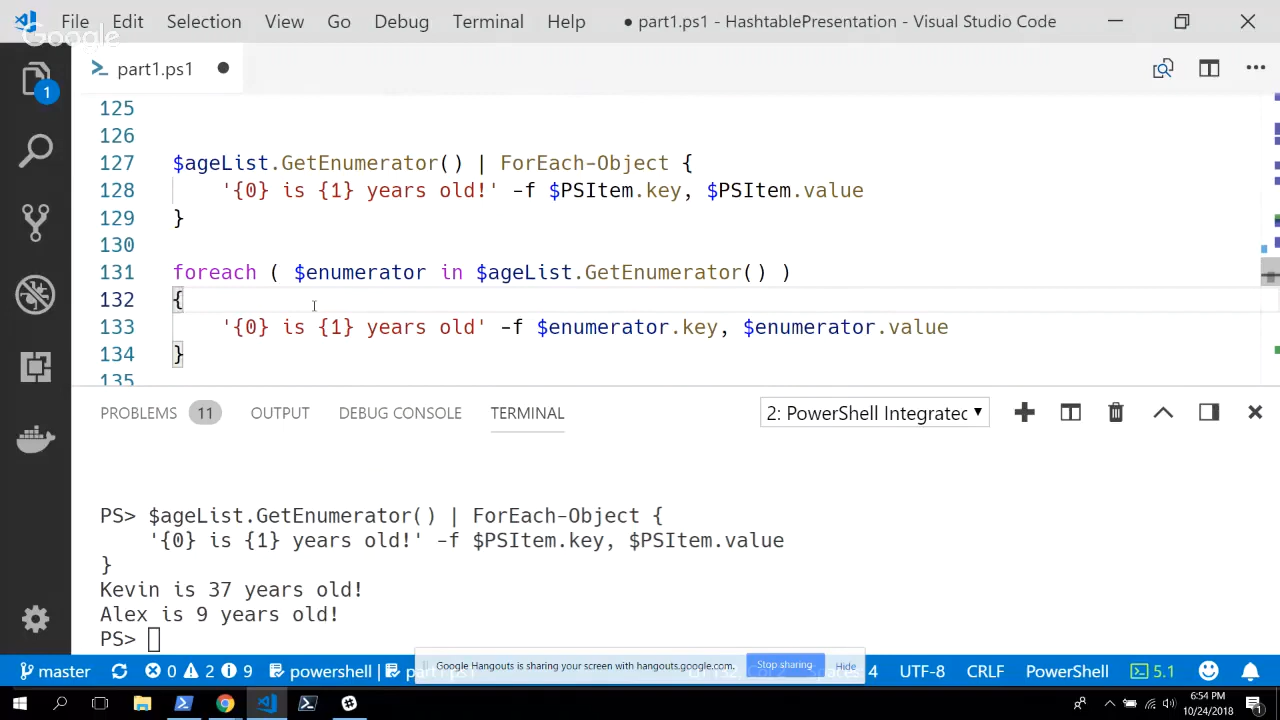 File Edit Selection View Go Debug Terminal Help ● part1.ps1 - HashtablePresentation - Visual Studio Code
Google
part1.ps1
1
125
126
127 $ageList.GetEnumerator() | ForEach-Object {
128 '{0} is {1} years old!' -f $PSItem.key, $PSItem.value
129 }
130
131 foreach ( $enumerator in $ageList.GetEnumerator() )
132 {
133 '{0} is {1} years old' -f $enumerator.key, $enumerator.value
134 }
135
PROBLEMS 11 OUTPUT DEBUG CONSOLE TERMINAL 2: PowerShell Integratec
PS> $ageList.GetEnumerator() | ForEach-Object {
'{0} is {1} years old!' -f $PSItem.key, $PSItem.value
}
Kevin is 37 years old!
Alex is 9 years old!
PS>
Google Hangouts is sharing your screen with hangouts.google.com. Stop sharing Hide
master 0 2 9 powershell | part1.ps1 4 UTF-8 CRLF PowerShell 5.1
6:54 PM
10/24/2018
1